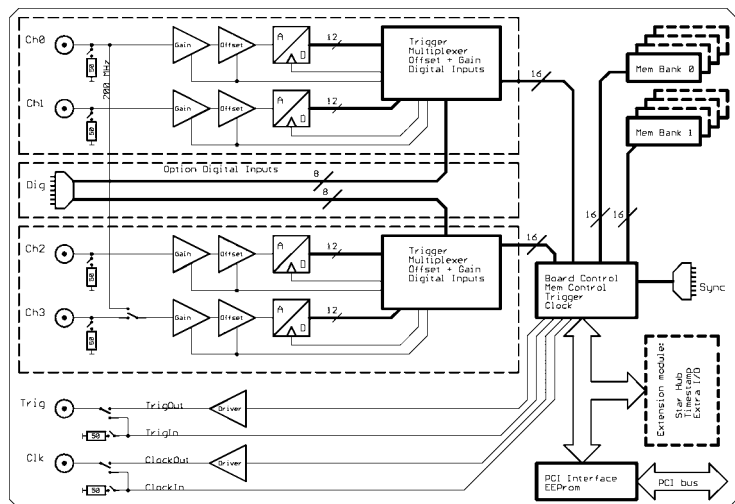 Ch0
50
Gain
Offset
A
D
12
Trigger
Multiplexer
Offset + Gain
Digital Inputs
16
Mem Bank 0
200 MHz
Ch1
50
Gain
Offset
A
D
12
Mem Bank 1
Option Digital Inputs
Dig
8
8
16
16
Ch2
50
Gain
Offset
A
D
12
Trigger
Multiplexer
Offset + Gain
Digital Inputs
16
Board Control
Mem Control
Trigger
Clock
Sync
Ch3
50
Gain
Offset
A
D
12
Extension module:
Star Hub
Timestamp
Extra I/O
Trig
TrigOut
Driver
50
TrigIn
Clk
ClockOut
Driver
50
ClockIn
PCI Interface
EEProm
PCI bus